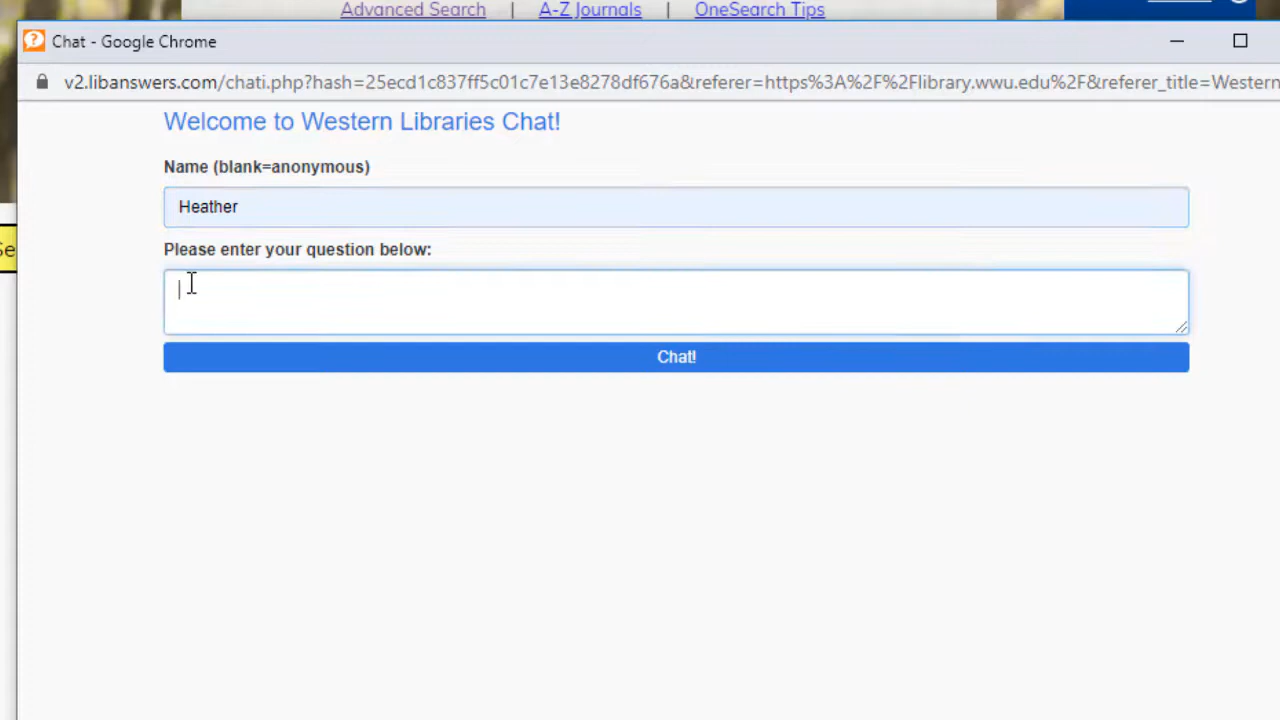 Advanced Search | A-Z Journals | OneSearch Tips
Chat - Google Chrome
v2.libanswers.com/chati.php?hash=25ecd1c837ff5c01c7e13e8278df676a&referer=https%3A%2F%2Flibrary.wwu.edu%2F&referer_title=Western
Welcome to Western Libraries Chat!
Name (blank=anonymous)
Heather
Please enter your question below:
Se
Chat!